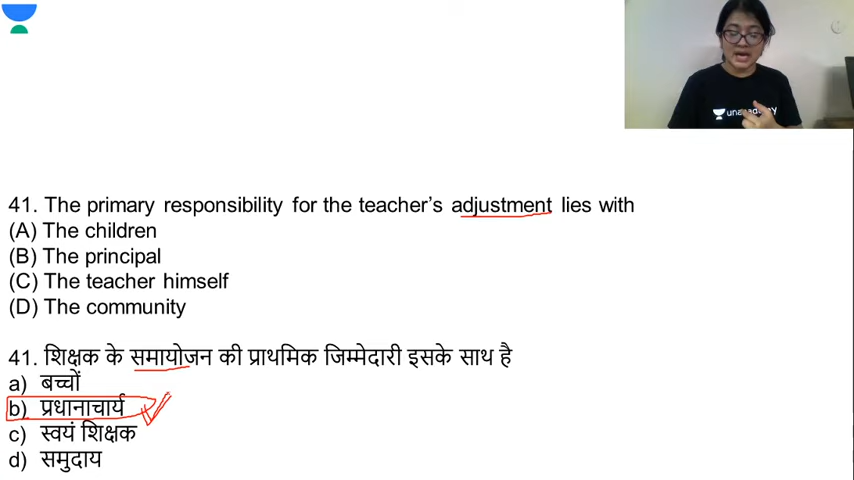 unacademy
41. The primary responsibility for the teacher's adjustment lies with
(A) The children
(B) The principal
(C) The teacher himself
(D) The community
41. शिक्षक के समायोजन की प्राथमिक जिम्मेदारी इसके साथ है
a) बच्चों
b) प्रधानाचार्य
c) स्वयं शिक्षक
d) समुदाय